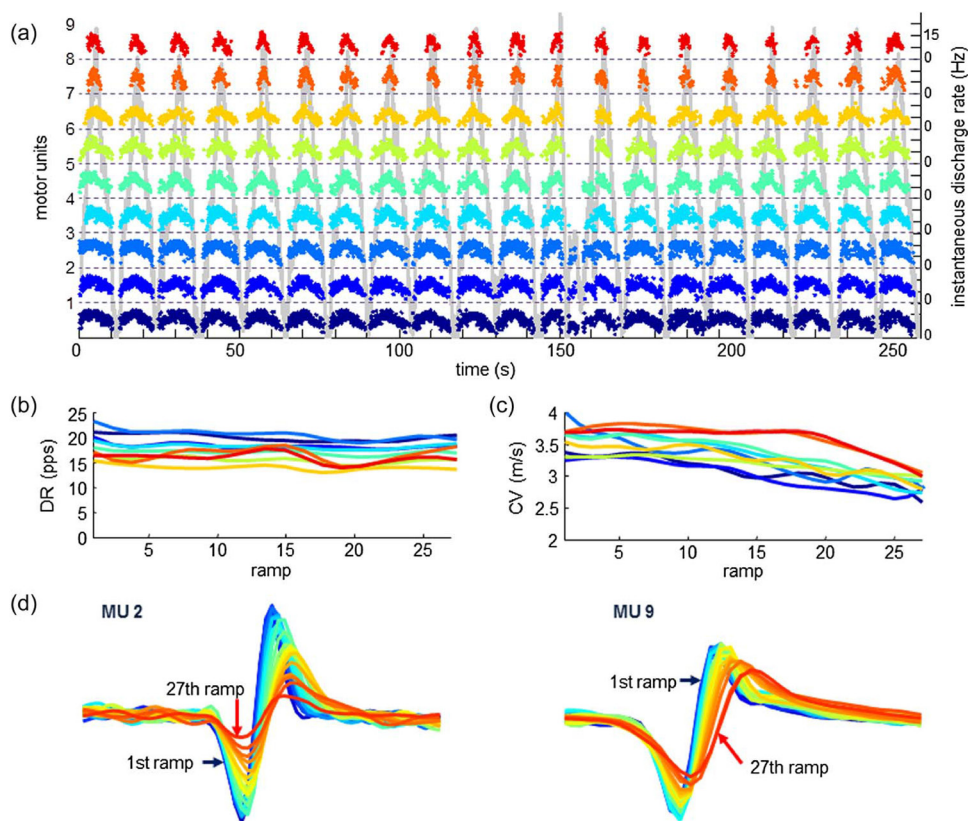 (a)
motor units
9
8
7
6
5
4
3
2
1
0 50 100 150 200 250
time (s)
15
0
0
0
0
0
0
0
0
0
instantaneous discharge rate (Hz)
(b)
DR (pps)
25
20
15
10
5
0
5 10 15 20 25
ramp
(c)
CV (m/s)
4
3.5
3
2.5
2
5 10 15 20 25
ramp
(d)
MU 2
27th ramp
1st ramp
MU 9
1st ramp
27th ramp